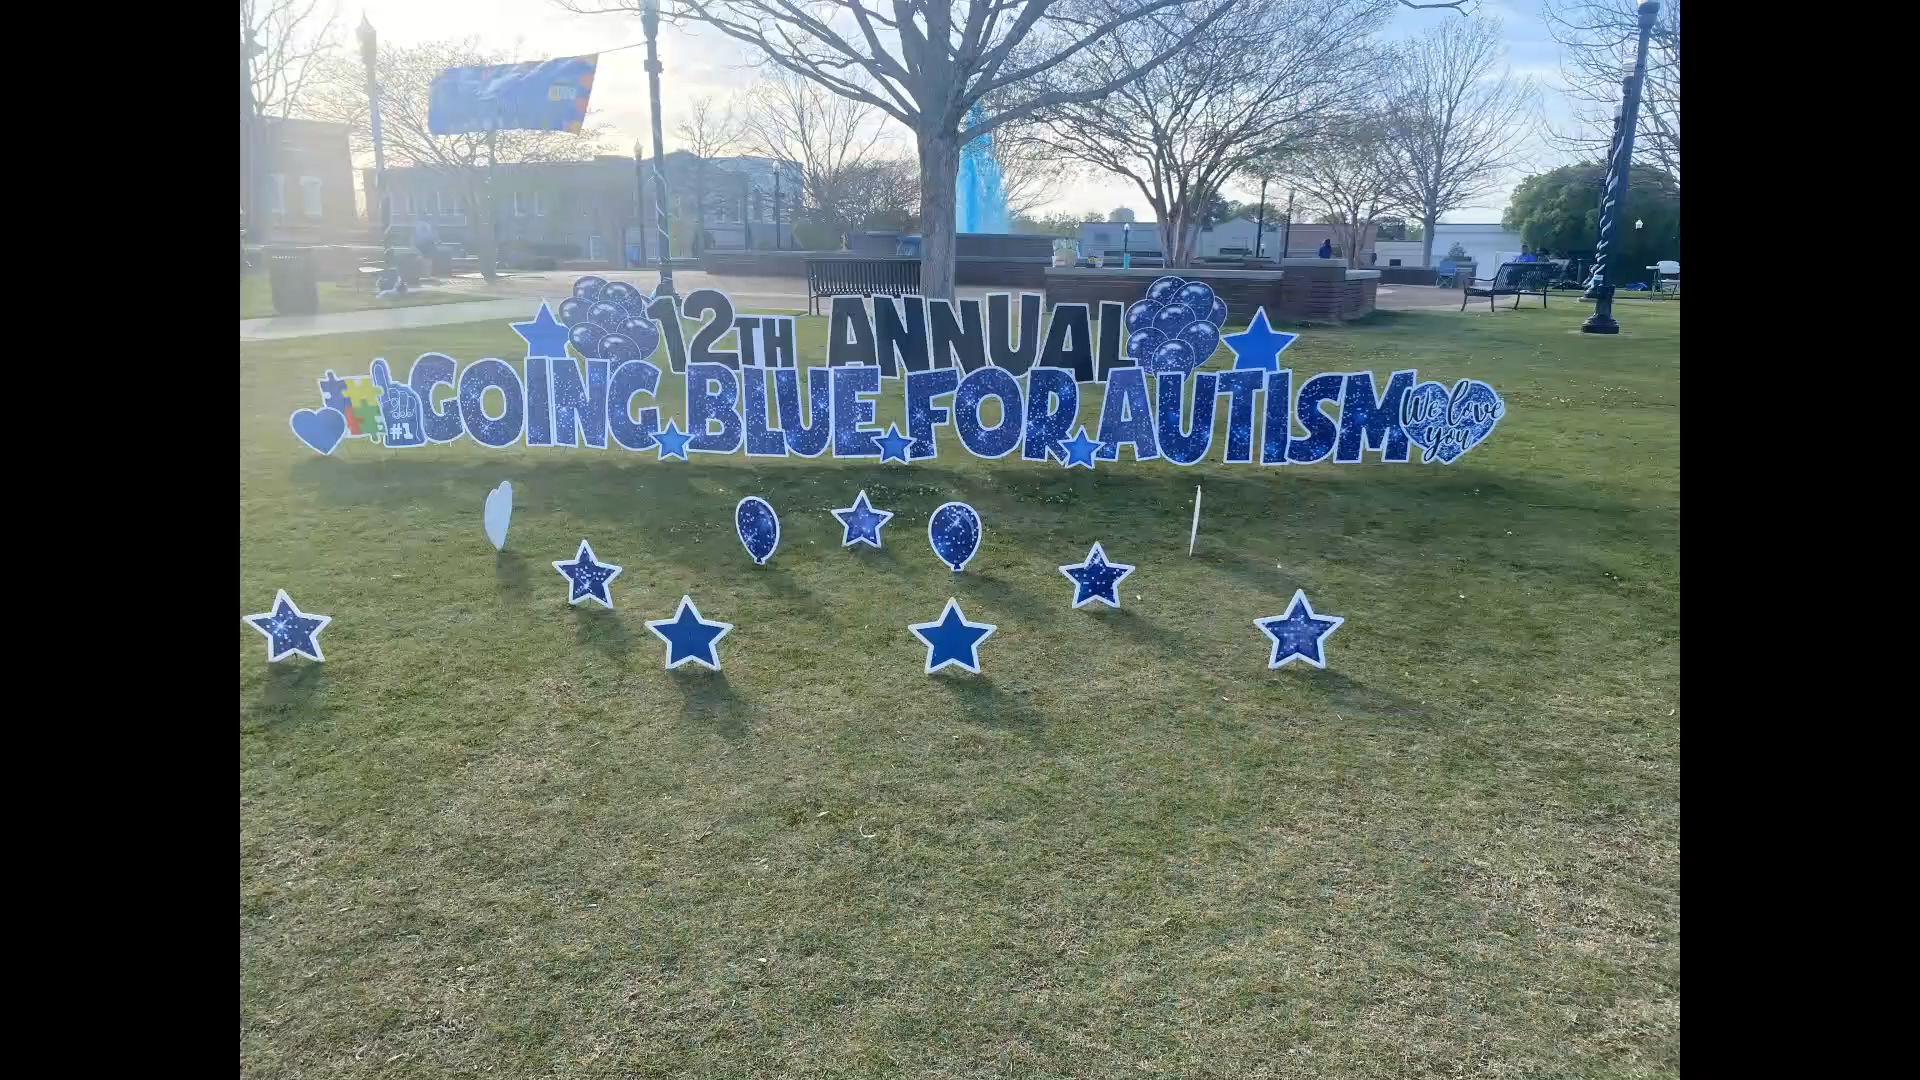 12TH ANNUAL
GOING BLUE FOR AUTISM
#1
We love
you